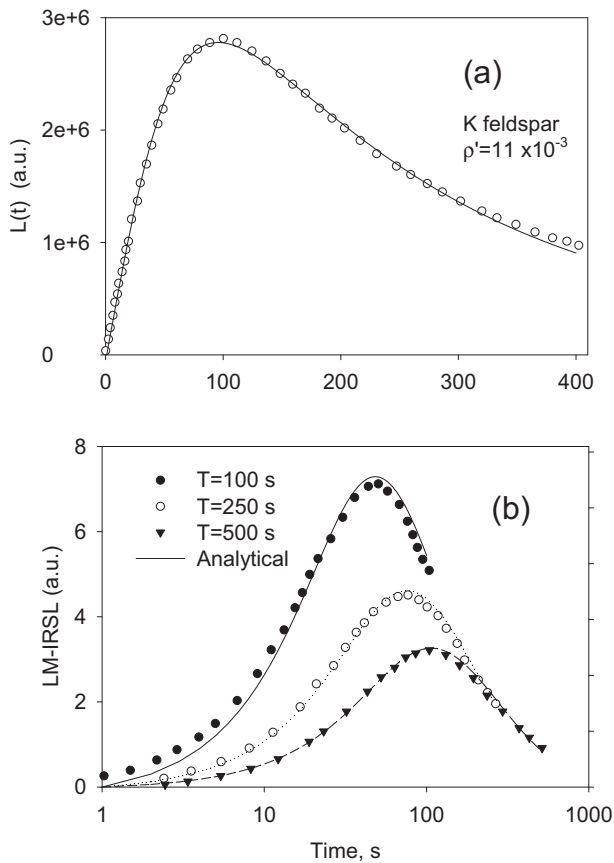 3e+6
(a)
K feldspar
ρ'=11 x10⁻³
2e+6
L(t) (a.u.)
1e+6
0
0 100 200 300 400
8
T=100 s
T=250 s
T=500 s
Analytical
(b)
6
LM-IRSL (a.u.)
4
2
0
1 10 100 1000
Time, s